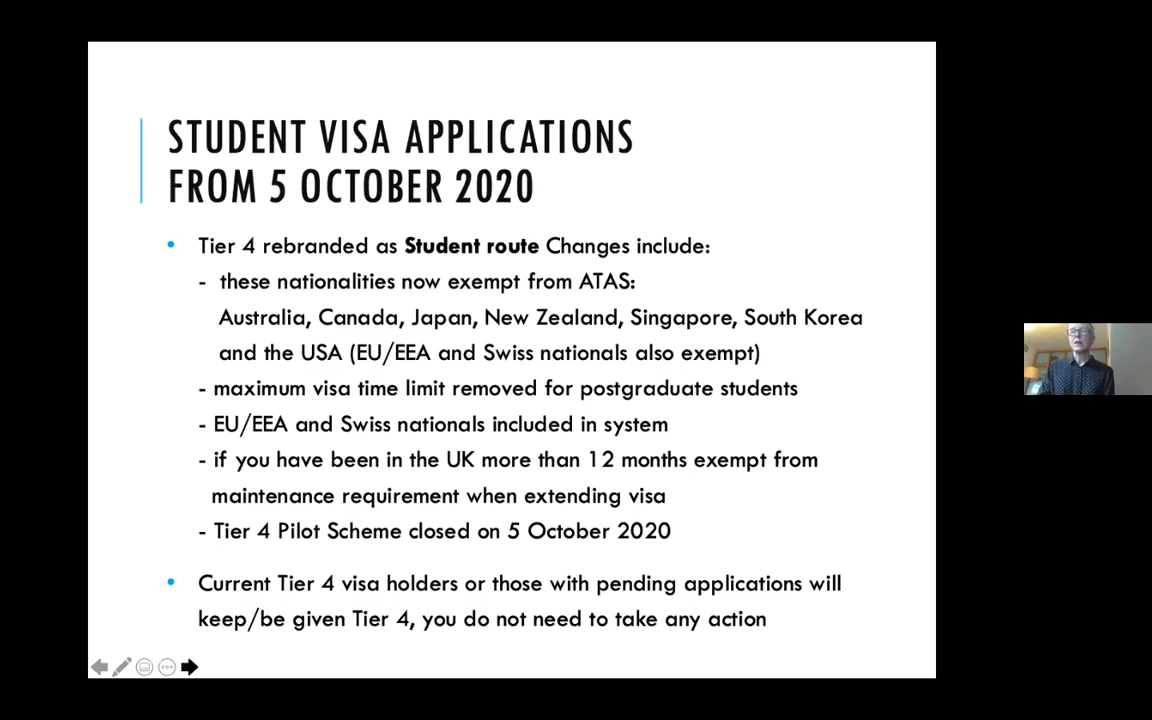 STUDENT VISA APPLICATIONS
FROM 5 OCTOBER 2020
• Tier 4 rebranded as Student route Changes include:
- these nationalities now exempt from ATAS:
Australia, Canada, Japan, New Zealand, Singapore, South Korea
and the USA (EU/EEA and Swiss nationals also exempt)
- maximum visa time limit removed for postgraduate students
- EU/EEA and Swiss nationals included in system
- if you have been in the UK more than 12 months exempt from
maintenance requirement when extending visa
- Tier 4 Pilot Scheme closed on 5 October 2020
• Current Tier 4 visa holders or those with pending applications will
keep/be given Tier 4, you do not need to take any action